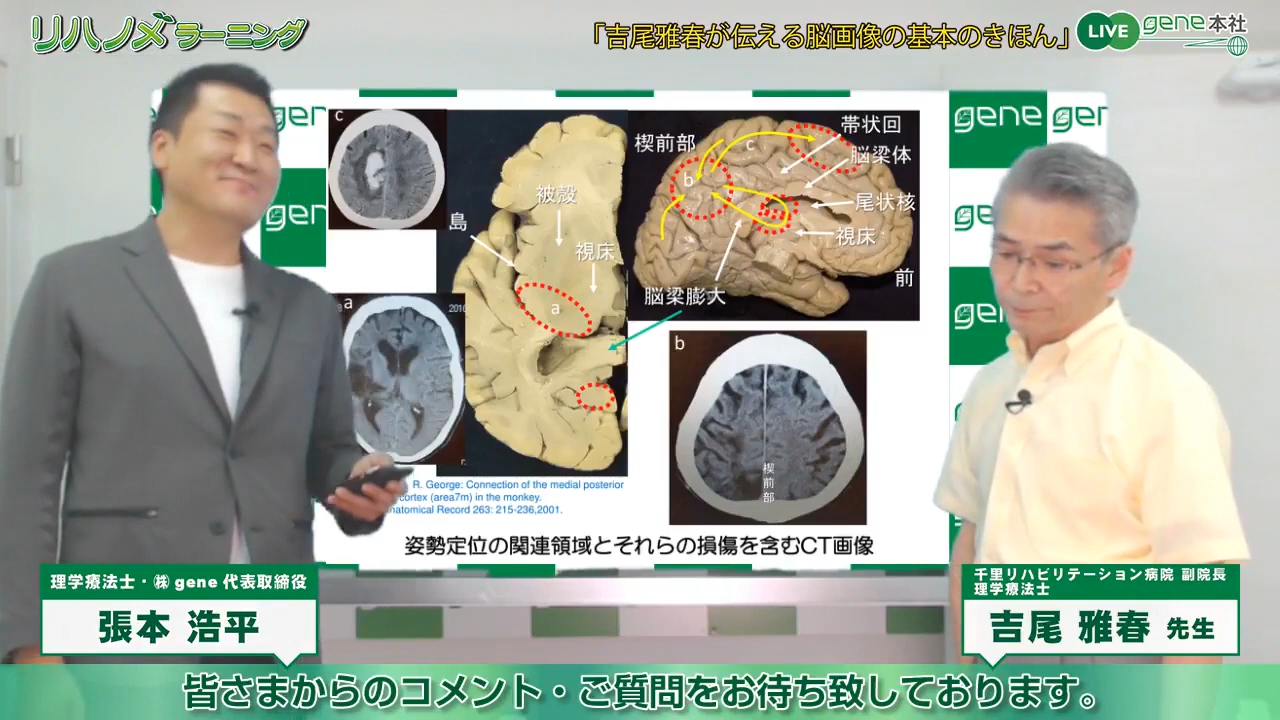 リハノメラーニング
「吉尾雅春が伝える脳画像の基本のきほん」
LIVE
gene本社
gene
gene
gene
gene
c
被殻
島
視床
a
a
2010
楔前部
c
b
帯状回
脳梁体
尾状核
視床
前
脳梁膨大
b
楔前部
R. George: Connection of the medial posterior
cortex (area7m) in the monkey.
natomical Record 263: 215-236,2001.
姿勢定位の関連領域とそれらの損傷を含むCT画像
理学療法士・㈱gene代表取締役
張本 浩平
千里リハビリテーション病院 副院長
理学療法士
吉尾 雅春 先生
皆さまからのコメント・ご質問をお待ち致しております。